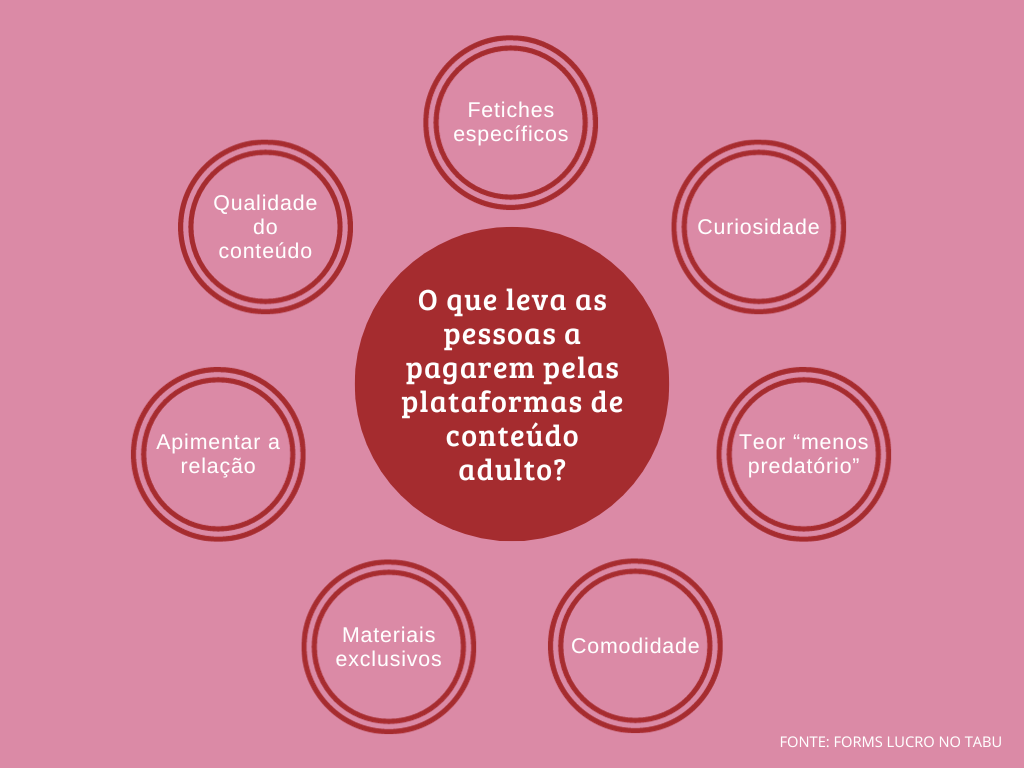 Fetiches
específicos
Qualidade
do
conteúdo
Curiosidade
O que leva as
pessoas a
pagarem pelas
plataformas de
conteúdo
adulto?
Apimentar a
relação
Teor “menos
predatório”
Materiais
exclusivos
Comodidade
FONTE: FORMS LUCRO NO TABU